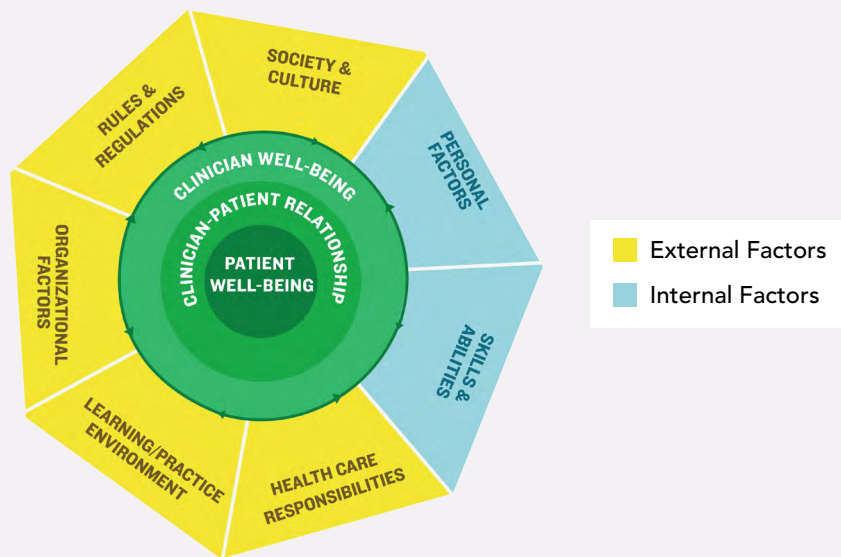 SOCIETY &
CULTURE
RULES &
REGULATIONS
PERSONAL
FACTORS
ORGANIZATIONAL
FACTORS
SKILLS &
ABILITIES
LEARNING/PRACTICE
ENVIRONMENT
HEALTH CARE
RESPONSIBILITIES
CLINICIAN WELL-BEING
CLINICIAN-PATIENT RELATIONSHIP
PATIENT
WELL-BEING
External Factors
Internal Factors